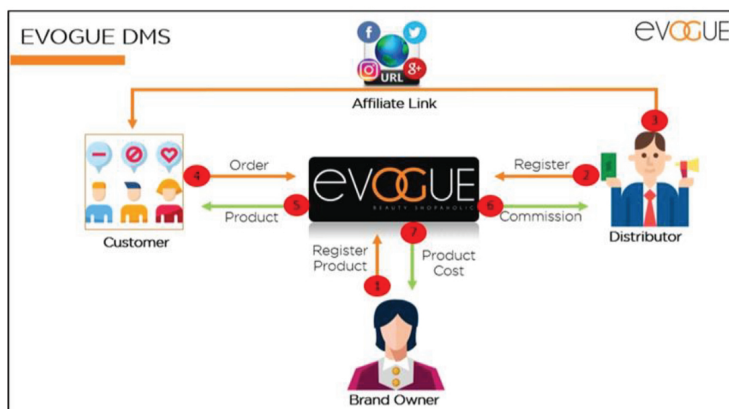 EVOGUE DMS
eVOGUE
f
g+
URL
Affiliate Link
3
4
Order
Register
2
eVOGUE
BEAUTY SHOPAHOLIC
5
Product
6
Commission
Customer
Distributor
7
Register
Product
Product
Cost
1
Brand Owner